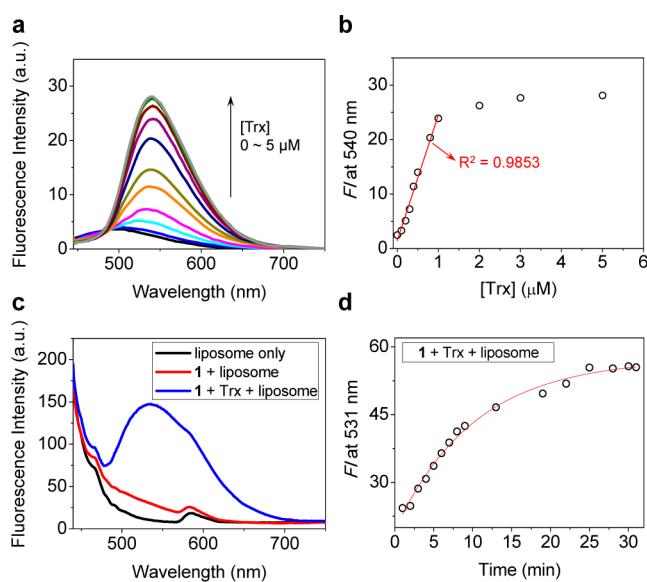 a
Fluorescence Intensity (a.u.)
30
20
10
0
[Trx]
0 ~ 5 µM
500 600 700
Wavelength (nm)
b
FI at 540 nm
40
30
20
10
0
R² = 0.9853
0 1 2 3 4 5 6
[Trx] (µM)
c
Fluorescence Intensity (a.u.)
200
150
100
50
0
liposome only
1 + liposome
1 + Trx + liposome
500 600 700
Wavelength (nm)
d
FI at 531 nm
60
45
30
15
1 + Trx + liposome
0 5 10 15 20 25 30
Time (min)